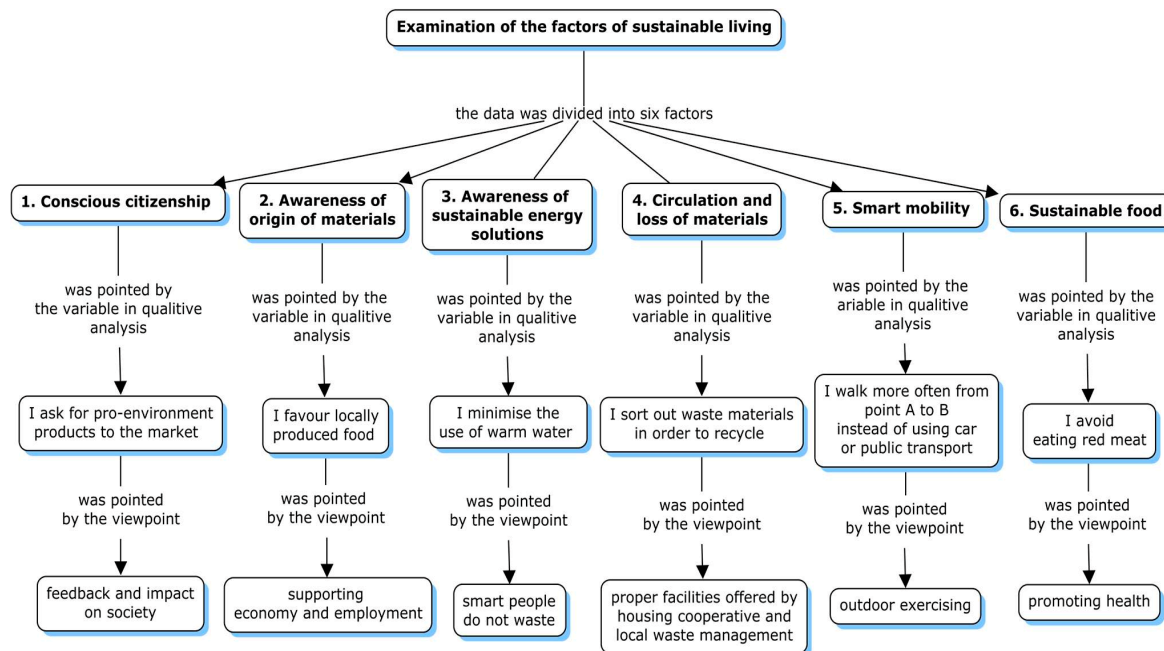 Examination of the factors of sustainable living
the data was divided into six factors
1. Conscious citizenship
2. Awareness of
origin of materials
3. Awareness of
sustainable energy
solutions
4. Circulation and
loss of materials
5. Smart mobility
6. Sustainable food
was pointed by
the variable in qualitive
analysis
was pointed by the
variable in qualitive
analysis
was pointed by the
variable in qualitive
analysis
was pointed by the
variable in qualitive
analysis
was pointed by the
ariable in qualitive
analysis
was pointed by the
variable in qualitive
analysis
I ask for pro-environment
products to the market
I favour locally
produced food
I minimise the
use of warm water
I sort out waste materials
in order to recycle
I walk more often from
point A to B
instead of using car
or public transport
I avoid
eating red meat
was pointed
by the viewpoint
was pointed
by the viewpoint
was pointed
by the viewpoint
was pointed
by the viewpoint
was pointed
by the viewpoint
was pointed
by the viewpoint
feedback and impact
on society
supporting
economy and employment
smart people
do not waste
proper facilities offered by
housing cooperative and
local waste management
outdoor exercising
promoting health